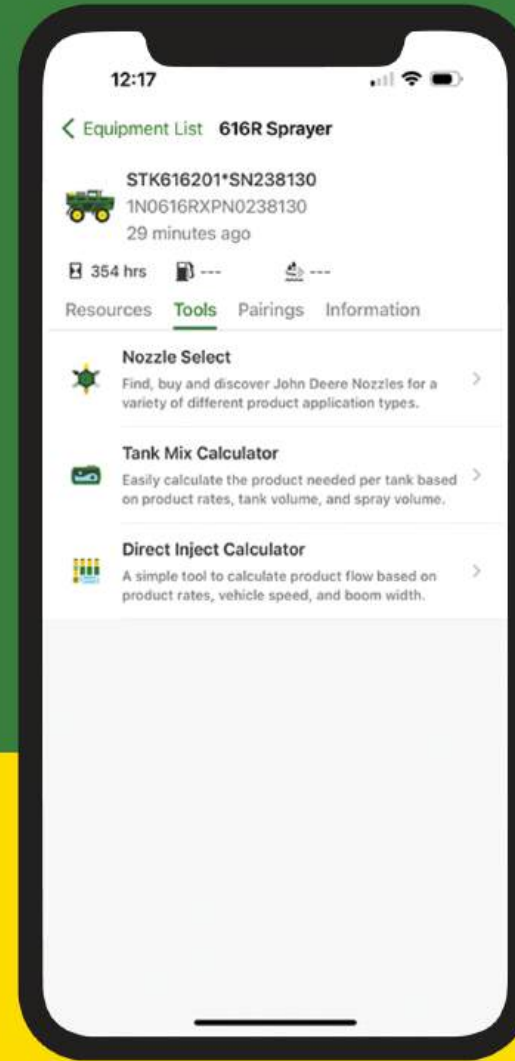 12:17
Equipment List 616R Sprayer
STK616201*SN238130
1N0616RXPN0238130
29 minutes ago
354 hrs --- ---
Resources Tools Pairings Information
Nozzle Select
Find, buy and discover John Deere Nozzles for a
variety of different product application types.
Tank Mix Calculator
Easily calculate the product needed per tank based
on product rates, tank volume, and spray volume.
Direct Inject Calculator
A simple tool to calculate product flow based on
product rates, vehicle speed, and boom width.